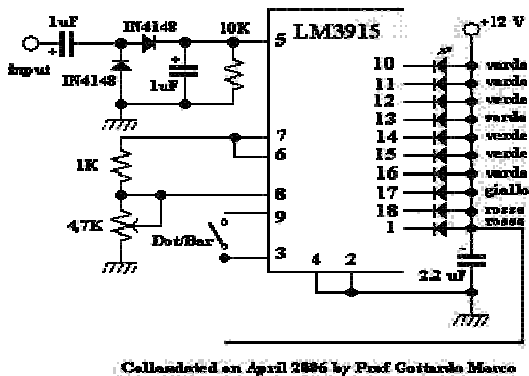 1uF
IN4148
10K
LM3915
+12 V
5
input
IN4148
1uF
10 verde
11 verde
12 verde
13 verde
14 verde
15 verde
16 verde
17 giallo
18 rosso
1 rosso
7
6
1K
8
4,7K
9
Dot/Bar
3
4
2
2.2 uF
Collaudated on April 2006 by Prof Gottardo Marco